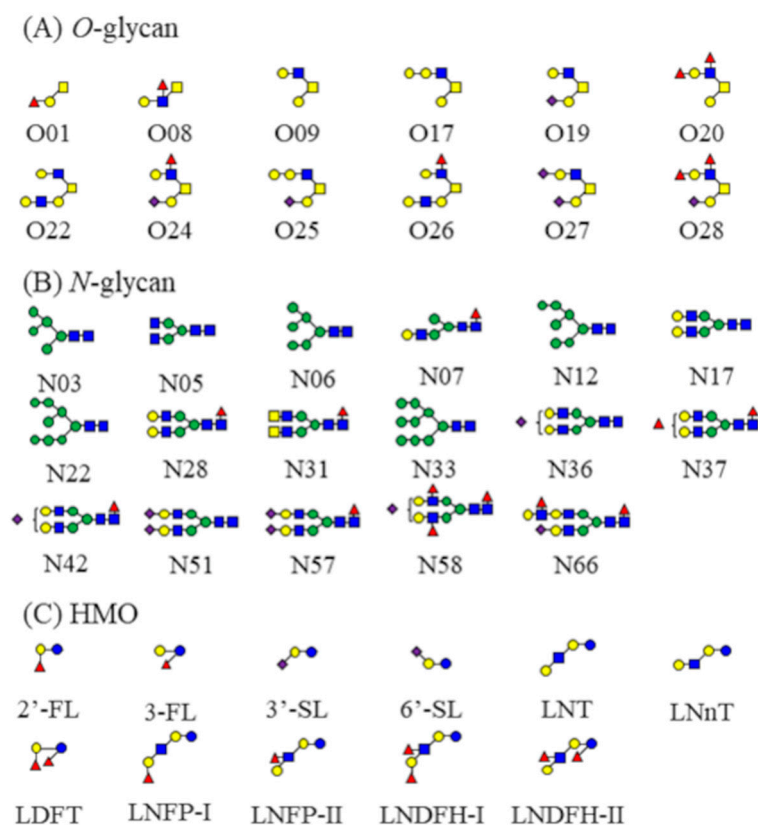 (A) O-glycan
O01 O08 O09 O17 O19 O20
O22 O24 O25 O26 O27 O28
(B) N-glycan
N03 N05 N06 N07 N12 N17
N22 N28 N31 N33 N36 N37
N42 N51 N57 N58 N66
(C) HMO
2'-FL 3-FL 3'-SL 6'-SL LNT LNnT
LDFT LNFP-I LNFP-II LNDFH-I LNDFH-II